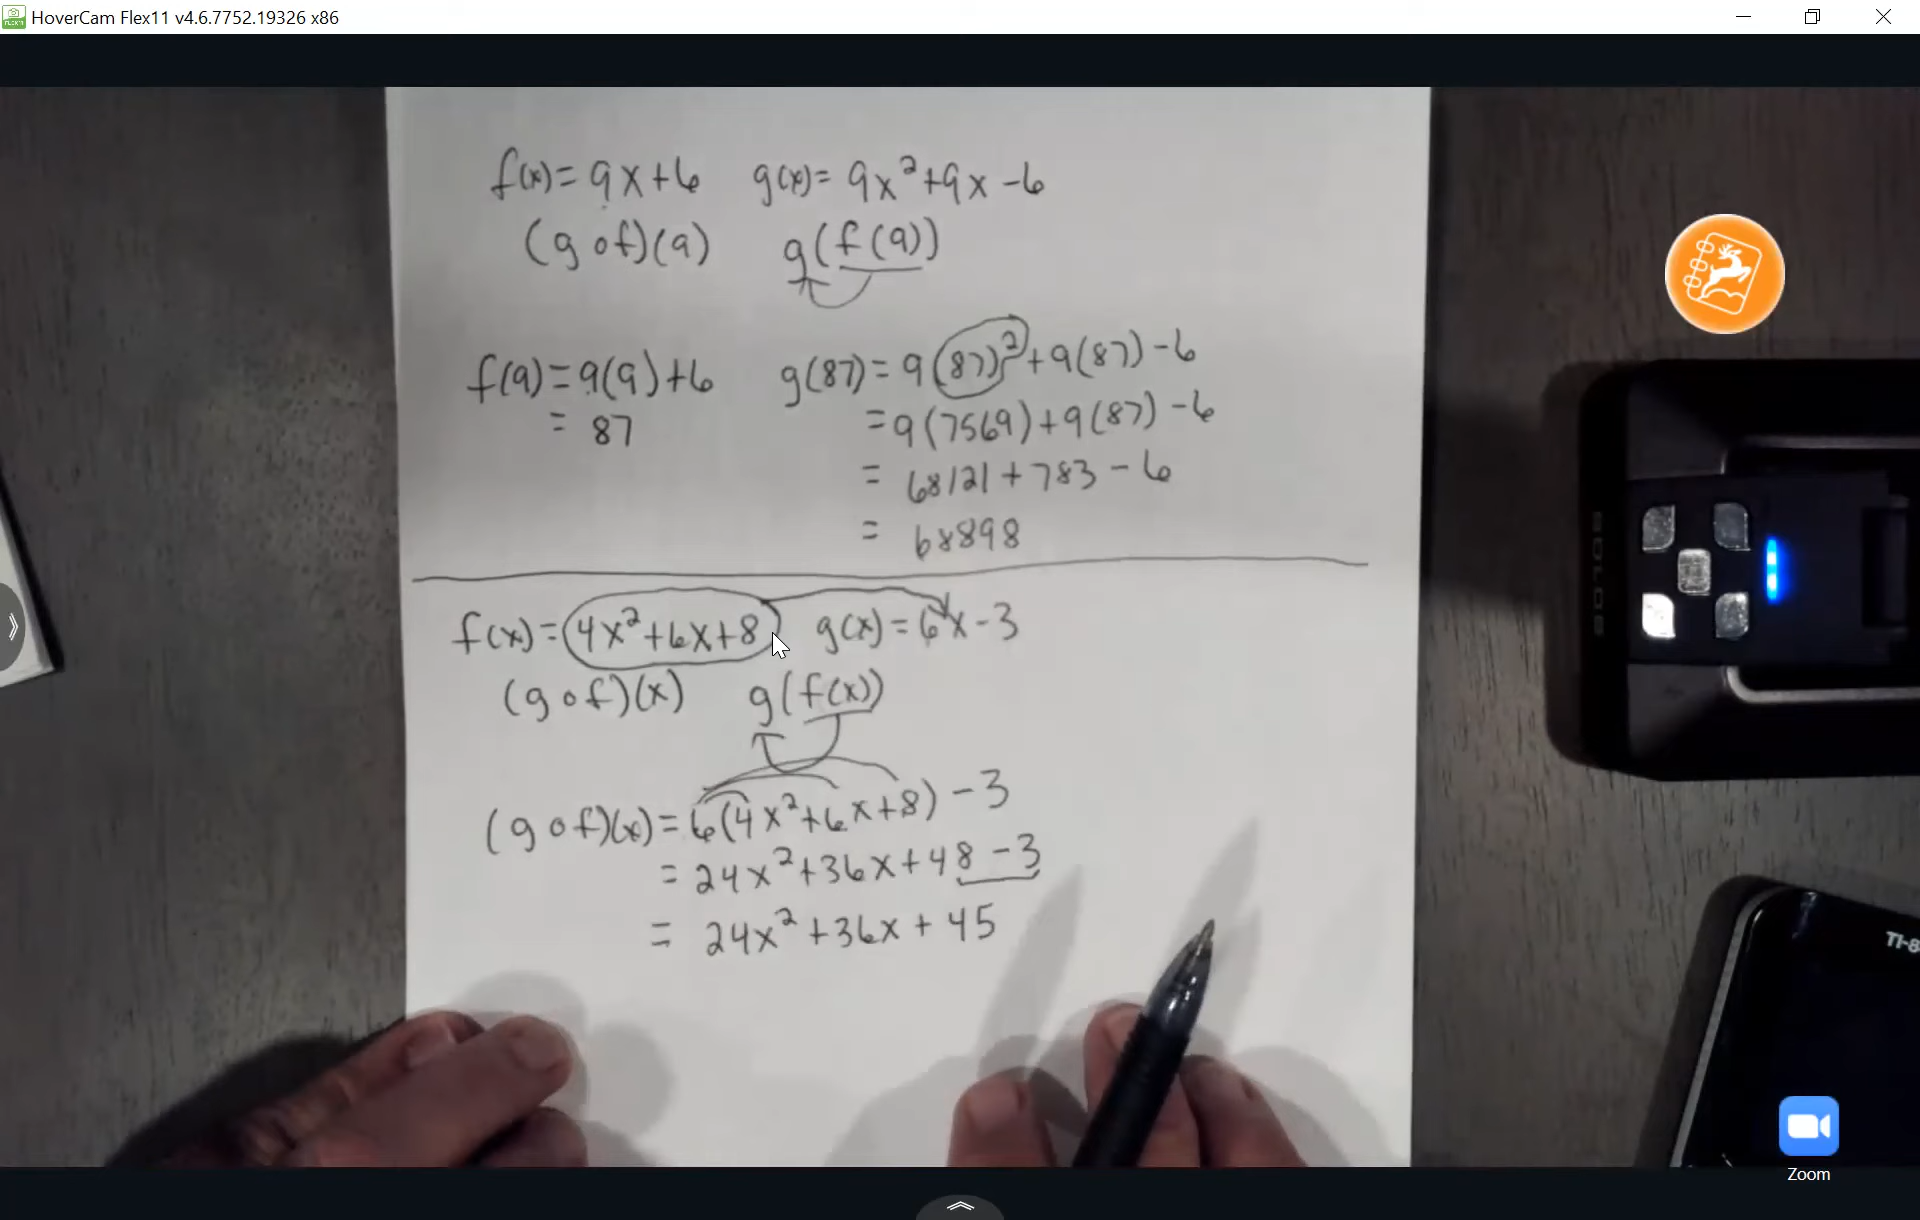 HoverCam Flex11 v4.6.7752.19326 x86
f(x) = 9x + 6 g(x) = 9x² + 9x - 6
(g ∘ f)(9) g(f(9))
f(9) = 9(9) + 6 g(87) = 9(87)² + 9(87) - 6
= 87 = 9(7569) + 9(87) - 6
= 68121 + 783 - 6
= 68898
f(x) = 4x² + 6x + 8 g(x) = 6x - 3
(g ∘ f)(x) g(f(x))
(g ∘ f)(x) = 6(4x² + 6x + 8) - 3
= 24x² + 36x + 48 - 3
= 24x² + 36x + 45
TI-8
Zoom